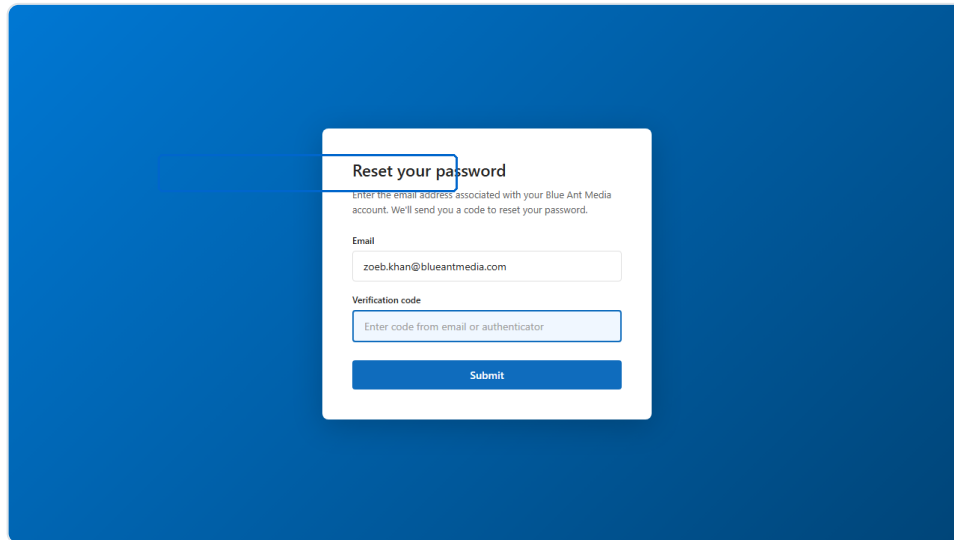 Reset your password
Enter the email address associated with your Blue Ant Media
account. We'll send you a code to reset your password.
Email
zoeb.khan@blueantmedia.com
Verification code
Enter code from email or authenticator
Submit